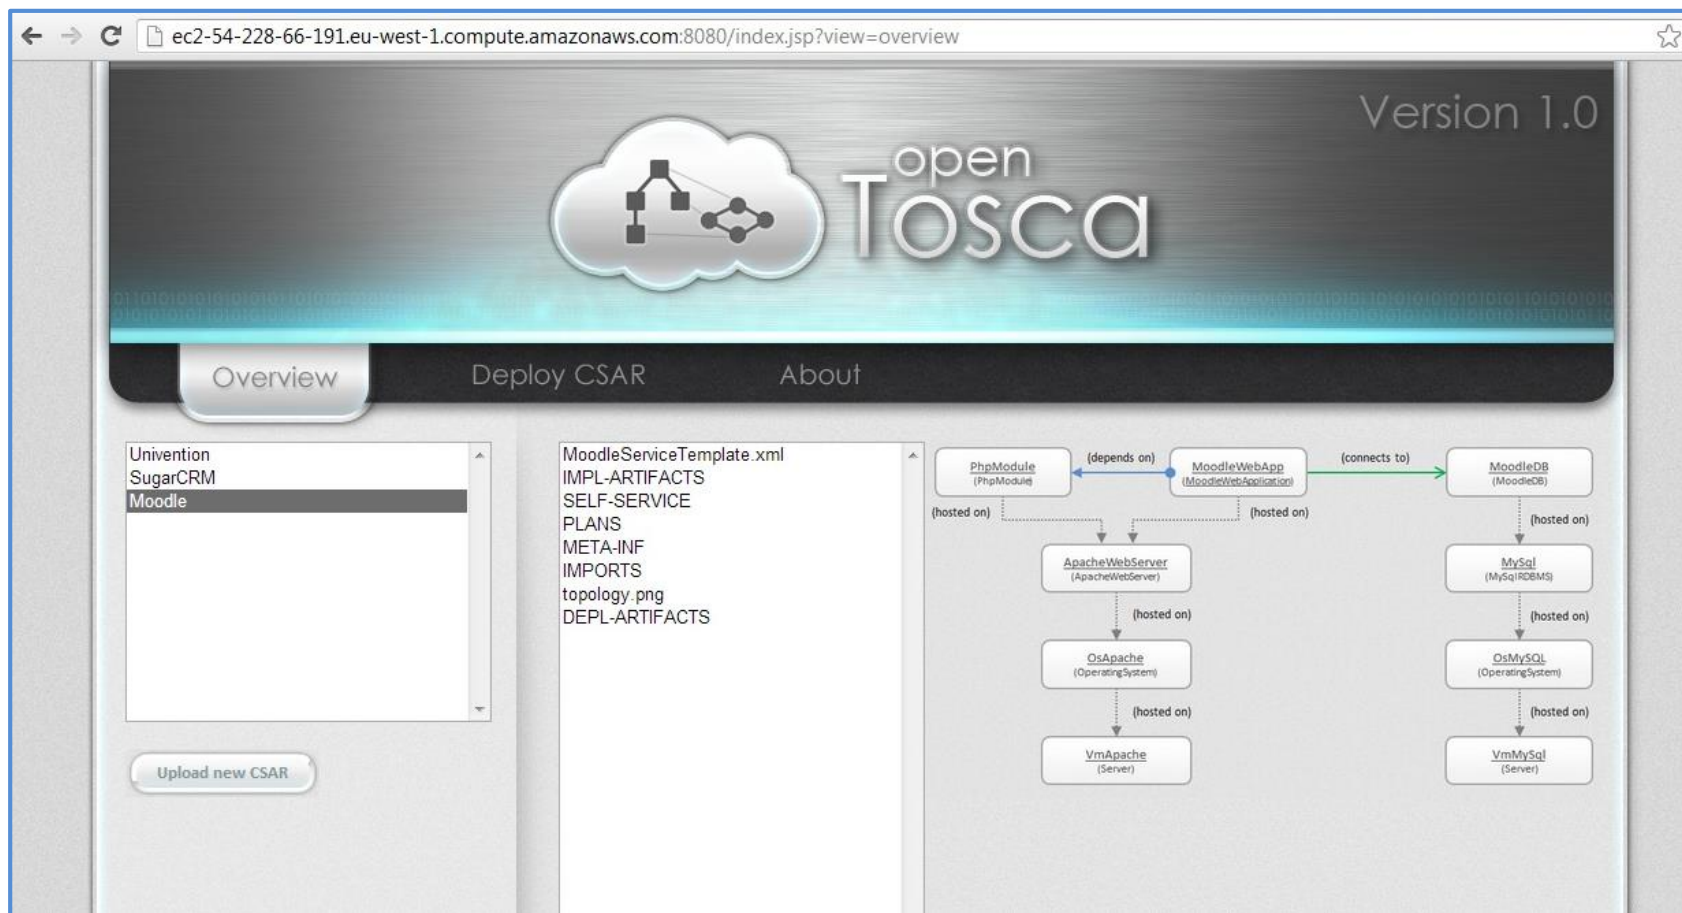 ec2-54-228-66-191.eu-west-1.compute.amazonaws.com:8080/index.jsp?view=overview
Version 1.0
open
Tosca
Overview
Deploy CSAR
About
Univention
SugarCRM
Moodle
Upload new CSAR
MoodleServiceTemplate.xml
IMPL-ARTIFACTS
SELF-SERVICE
PLANS
META-INF
IMPORTS
topology.png
DEPL-ARTIFACTS
PhpModule
(PhpModule)
(depends on)
MoodleWebApp
(MoodleWebApplication)
(connects to)
MoodleDB
(MoodleDB)
(hosted on)
(hosted on)
(hosted on)
ApacheWebServer
(ApacheWebServer)
MySql
(MySqlRDBMS)
(hosted on)
(hosted on)
OsApache
(OperatingSystem)
OsMySQL
(OperatingSystem)
(hosted on)
(hosted on)
VmApache
(Server)
VmMySql
(Server)